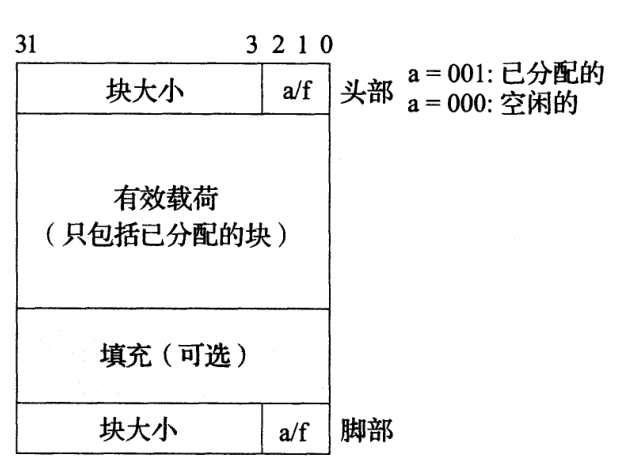 31 3 2 1 0
块大小 a/f 头部 a = 001: 已分配的
a = 000: 空闲的
有效载荷
（只包括已分配的块）
填充（可选）
块大小 a/f 脚部